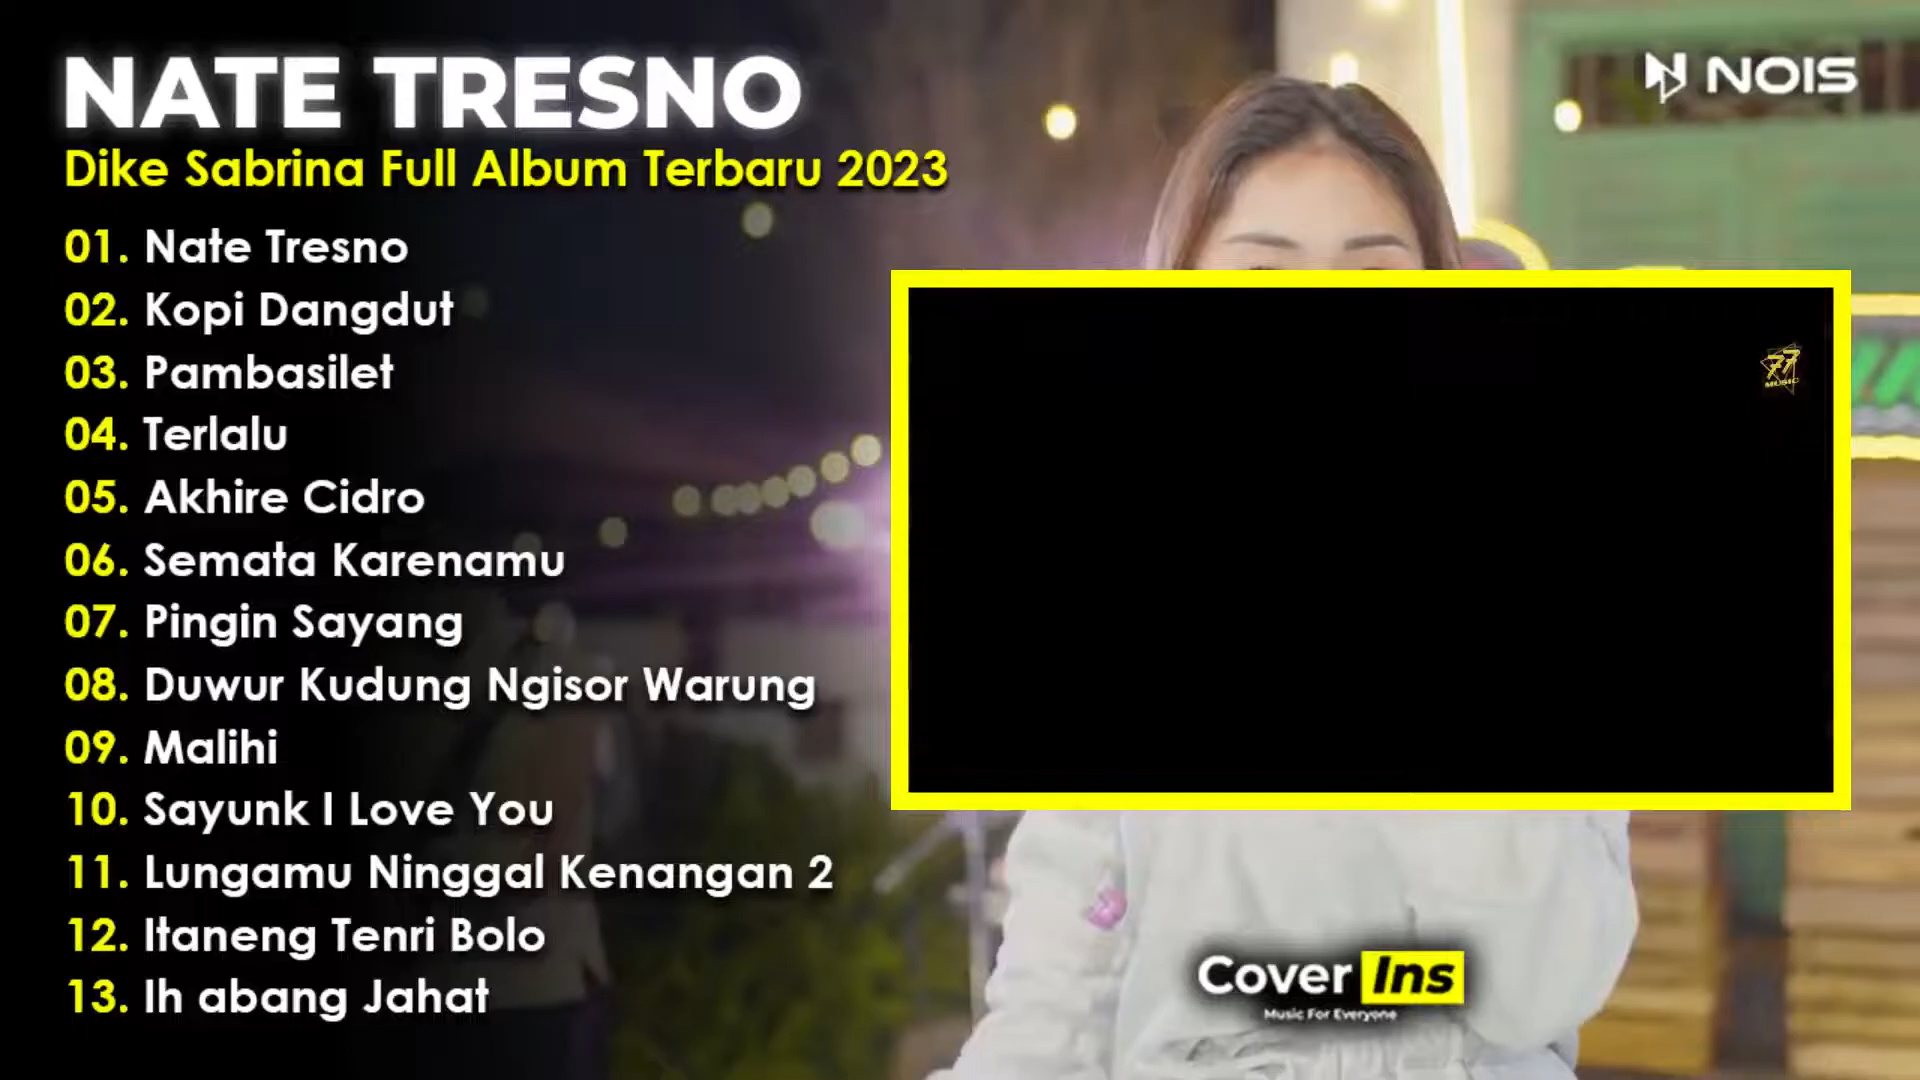 NATE TRESNO
NOIS
Dike Sabrina Full Album Terbaru 2023
01. Nate Tresno
02. Kopi Dangdut
03. Pambasilet
04. Terlalu
05. Akhire Cidro
06. Semata Karenamu
07. Pingin Sayang
08. Duwur Kudung Ngisor Warung
09. Malihi
10. Sayunk I Love You
11. Lungamu Ninggal Kenangan 2
12. Itaneng Tenri Bolo
13. Ih abang Jahat
77
MUSIC
Cover Ins
Music For Everyone